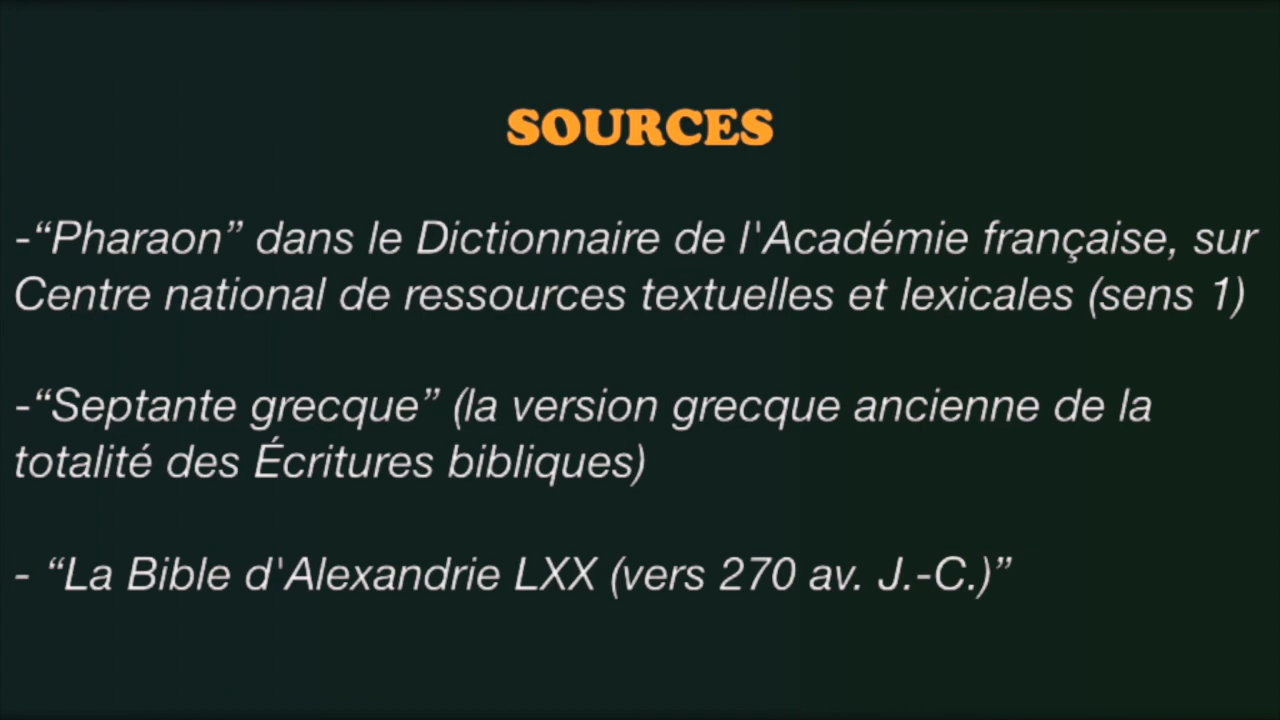 SOURCES
-“Pharaon” dans le Dictionnaire de l'Académie française, sur
Centre national de ressources textuelles et lexicales (sens 1)
-“Septante grecque” (la version grecque ancienne de la
totalité des Écritures bibliques)
- “La Bible d'Alexandrie LXX (vers 270 av. J.-C.)”